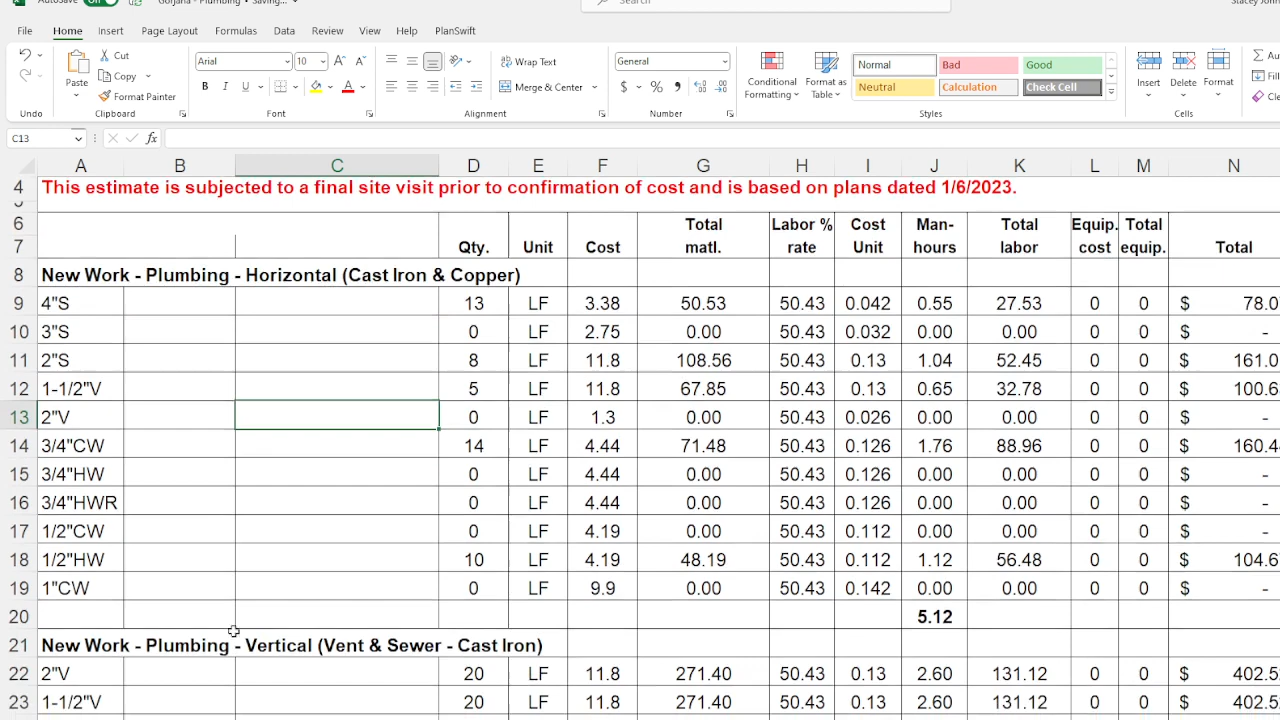 AutoSave On Gorjana - Plumbing • Saving...
Search
File Home Insert Page Layout Formulas Data Review View Help PlanSwift
Paste Cut Copy Format Painter
Arial 10
B I U A
Wrap Text
Merge & Center
General
$ % 9
Conditional Formatting Format as Table
Normal Bad Good
Neutral Calculation Check Cell
Insert Delete Format
Undo Clipboard Font Alignment Number Styles Cells
C13 fx
A B C D E F G H I J K L M N
4 This estimate is subjected to a final site visit prior to confirmation of cost and is based on plans dated 1/6/2023.
6 Total Labor % Cost Man- Total Equip. Total
7 Qty. Unit Cost matl. rate Unit hours labor cost equip. Total
8 New Work - Plumbing - Horizontal (Cast Iron & Copper)
9 4"S 13 LF 3.38 50.53 50.43 0.042 0.55 27.53 0 0 $ 78.0
10 3"S 0 LF 2.75 0.00 50.43 0.032 0.00 0.00 0 0 $ -
11 2"S 8 LF 11.8 108.56 50.43 0.13 1.04 52.45 0 0 $ 161.0
12 1-1/2"V 5 LF 11.8 67.85 50.43 0.13 0.65 32.78 0 0 $ 100.6
13 2"V 0 LF 1.3 0.00 50.43 0.026 0.00 0.00 0 0 $ -
14 3/4"CW 14 LF 4.44 71.48 50.43 0.126 1.76 88.96 0 0 $ 160.4
15 3/4"HW 0 LF 4.44 0.00 50.43 0.126 0.00 0.00 0 0 $ -
16 3/4"HWR 0 LF 4.44 0.00 50.43 0.126 0.00 0.00 0 0 $ -
17 1/2"CW 0 LF 4.19 0.00 50.43 0.112 0.00 0.00 0 0 $ -
18 1/2"HW 10 LF 4.19 48.19 50.43 0.112 1.12 56.48 0 0 $ 104.6
19 1"CW 0 LF 9.9 0.00 50.43 0.142 0.00 0.00 0 0 $ -
20 5.12
21 New Work - Plumbing - Vertical (Vent & Sewer - Cast Iron)
22 2"V 20 LF 11.8 271.40 50.43 0.13 2.60 131.12 0 0 $ 402.5
23 1-1/2"V 20 LF 11.8 271.40 50.43 0.13 2.60 131.12 0 0 $ 402.5